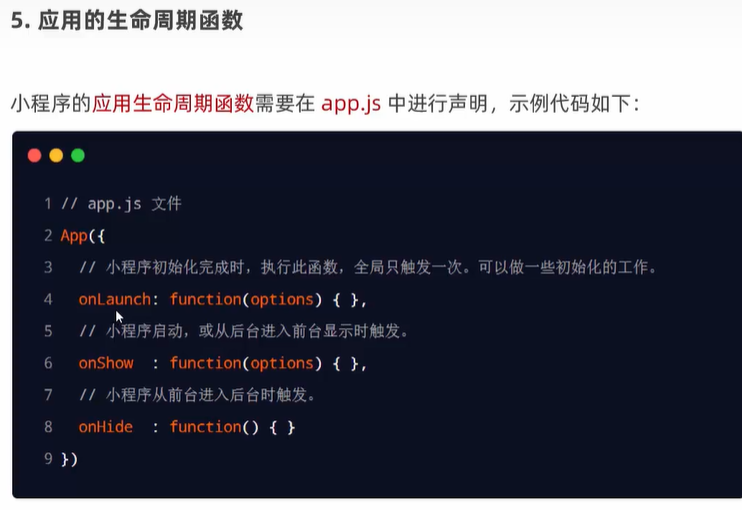 5. 应用的生命周期函数
小程序的应用生命周期函数需要在 app.js 中进行声明，示例代码如下：
1 // app.js 文件
2 App({
3 // 小程序初始化完成时，执行此函数，全局只触发一次。可以做一些初始化的工作。
4 onLaunch: function(options) { },
5 // 小程序启动，或从后台进入前台显示时触发。
6 onShow : function(options) { },
7 // 小程序从前台进入后台时触发。
8 onHide : function() { }
9 })